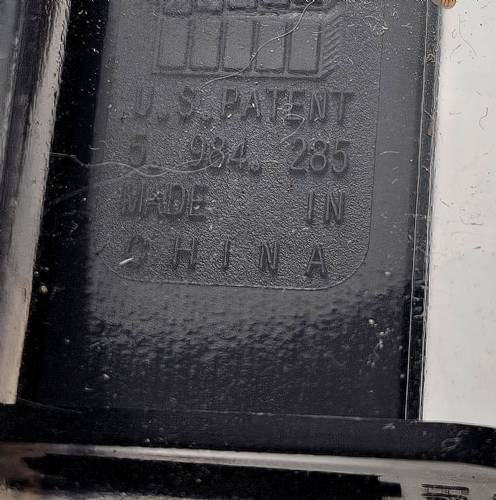 U.S. PATENT
5. 984. 285
MADE IN
CHINA